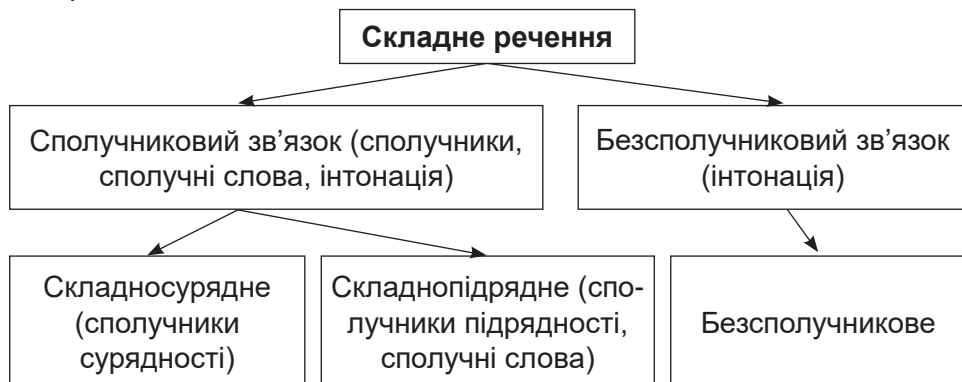 Складне речення
Сполучниковий зв’язок (сполучники,
сполучні слова, інтонація)
Безсполучниковий зв’язок
(інтонація)
Складносурядне
(сполучники
сурядності)
Складнопідрядне (спо-
лучники підрядності,
сполучні слова)
Безсполучникове